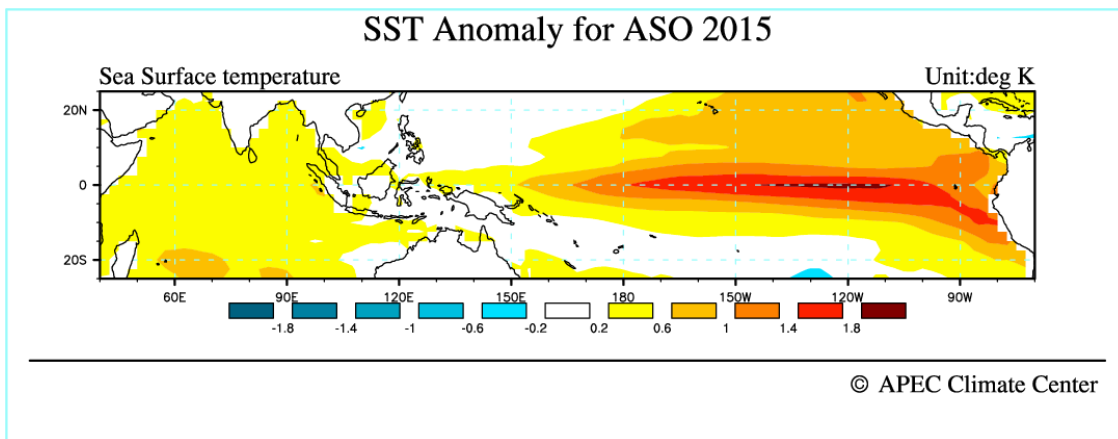 SST Anomaly for ASO 2015
Sea Surface temperature Unit:deg K
20N
0
20S
60E 90E 120E 150E 180 150W 120W 90W
-1.8 -1.4 -1 -0.6 -0.2 0.2 0.6 1 1.4 1.8
© APEC Climate Center